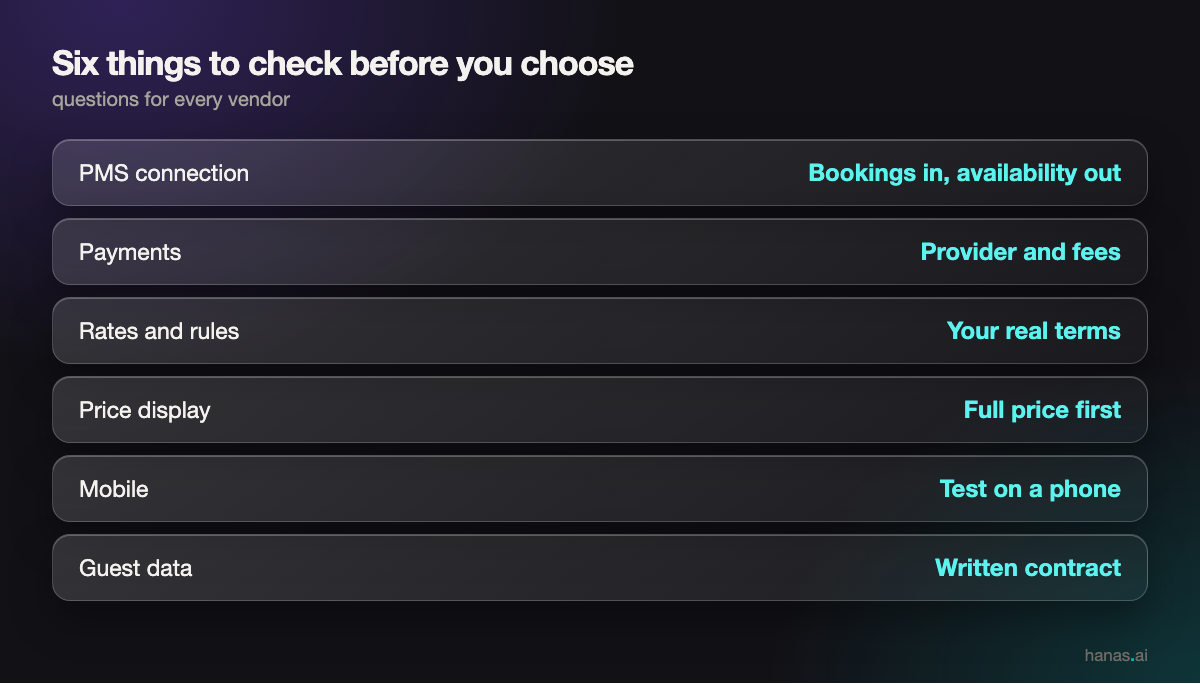 Six things to check before you choose
questions for every vendor
PMS connection Bookings in, availability out
Payments Provider and fees
Rates and rules Your real terms
Price display Full price first
Mobile Test on a phone
Guest data Written contract
hanas.ai